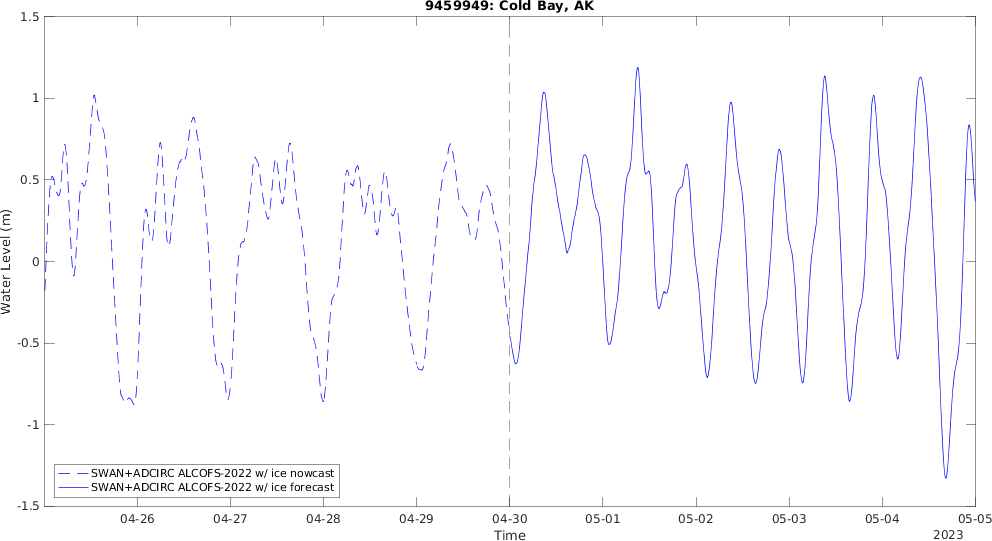 9459949: Cold Bay, AK
Water Level (m)
1.5
1
0.5
0
-0.5
-1
-1.5
SWAN+ADCIRC ALCOFS-2022 w/ ice nowcast
SWAN+ADCIRC ALCOFS-2022 w/ ice forecast
04-26 04-27 04-28 04-29 04-30 05-01 05-02 05-03 05-04 05-05
Time
2023